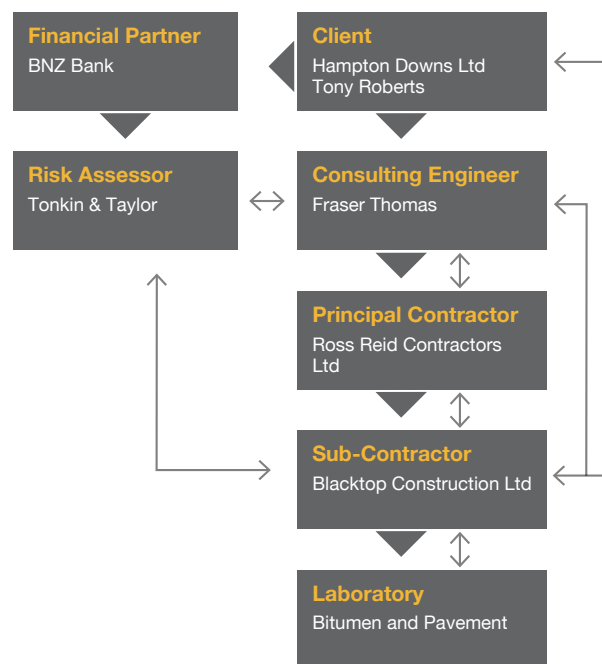 Financial Partner
BNZ Bank
Client
Hampton Downs Ltd
Tony Roberts
Risk Assessor
Tonkin & Taylor
Consulting Engineer
Fraser Thomas
Principal Contractor
Ross Reid Contractors
Ltd
Sub-Contractor
Blacktop Construction Ltd
Laboratory
Bitumen and Pavement